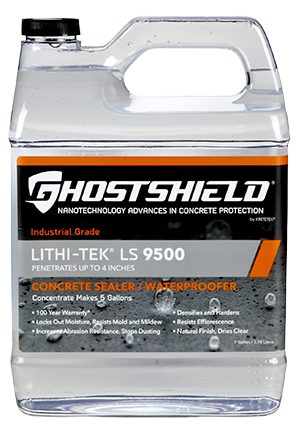 GHOSTSHIELD®
NANOTECHNOLOGY ADVANCES IN CONCRETE PROTECTION
by KRETETEK®
Industrial Grade
LITHI-TEK® LS 9500
PENETRATES UP TO 4 INCHES
CONCRETE SEALER / WATERPROOFER
Concentrate Makes 5 Gallons
• 100 Year Warranty*
• Locks Out Moisture, Resists Mold and Mildew
• Increases Abrasion Resistance, Stops Dusting
• Densifies and Hardens
• Resists Efflorescence
• Natural Finish, Dries Clear
1 Gallon / 3.78 Liters